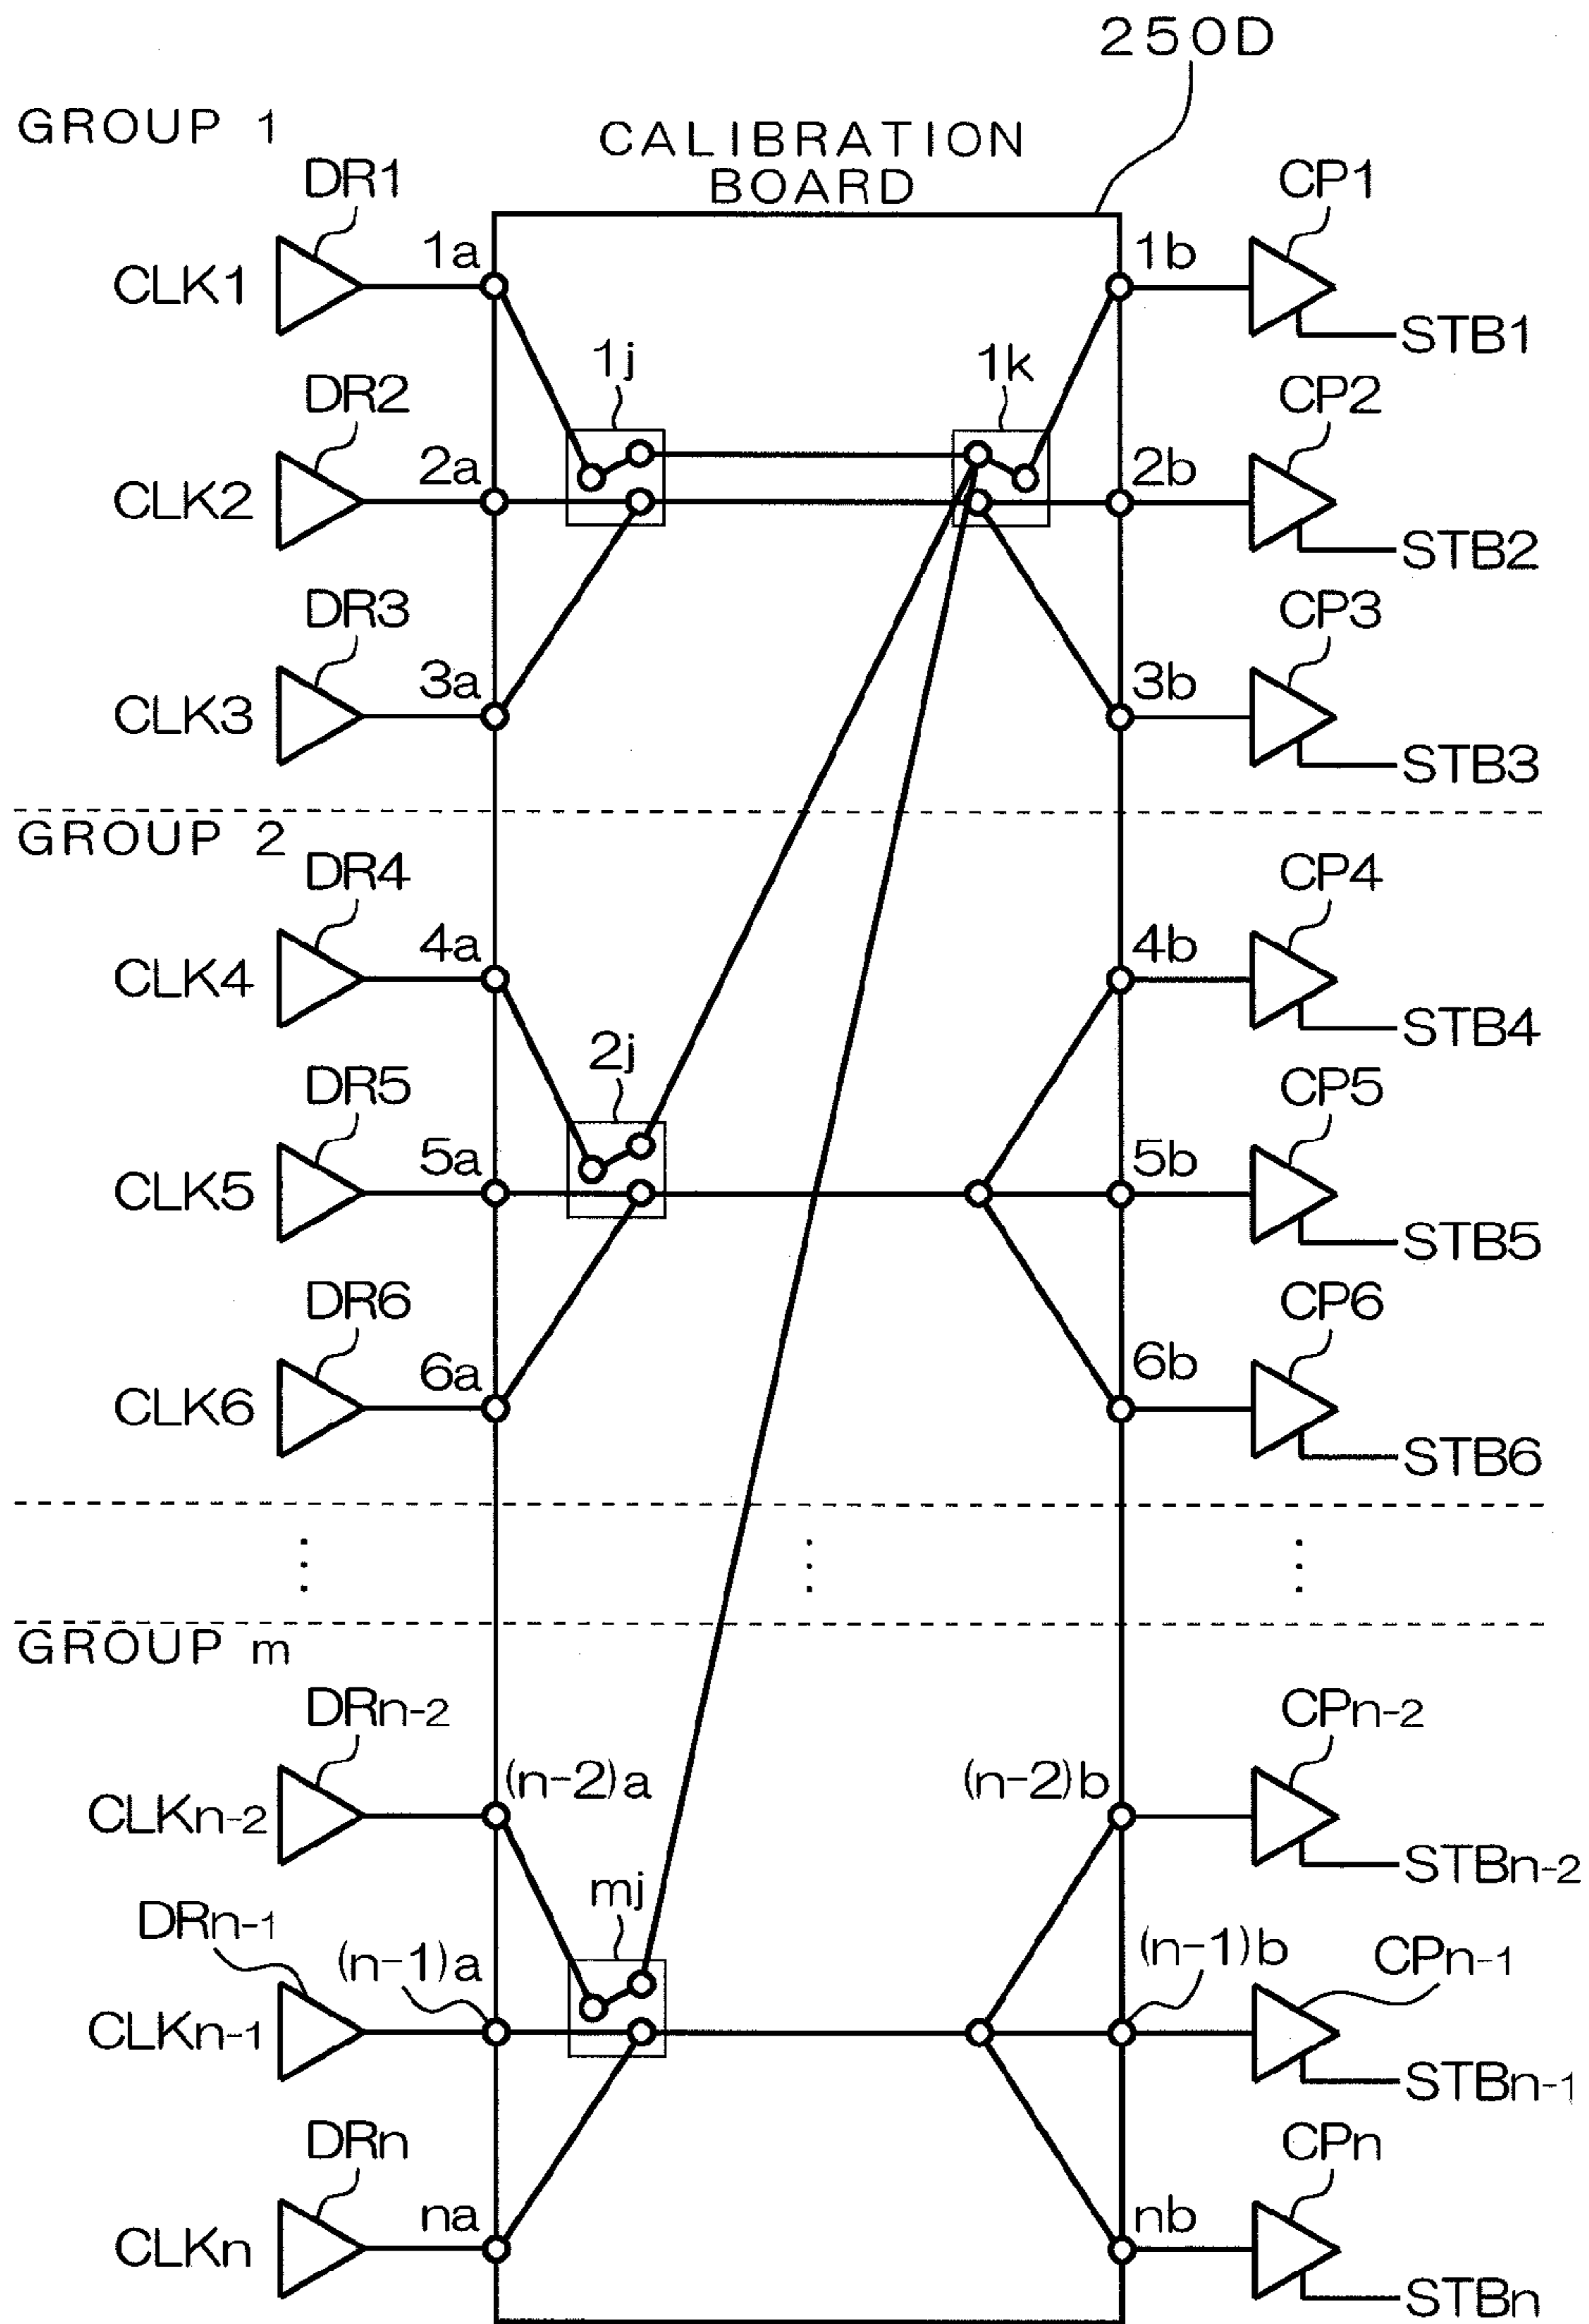 250D
GROUP 1
CALIBRATION
BOARD
DR1
CP1
1a
1b
CLK1
STB1
1j
1k
DR2
CP2
2a
2b
CLK2
STB2
DR3
CP3
3a
3b
CLK3
STB3
GROUP 2
DR4
CP4
4a
4b
CLK4
STB4
2j
DR5
CP5
5a
5b
CLK5
STB5
DR6
CP6
6a
6b
CLK6
STB6
GROUP m
DRn-2
CPn-2
(n-2)a
(n-2)b
CLKn-2
STBn-2
mj
DRn-1
(n-1)a
(n-1)b
CPn-1
CLKn-1
STBn-1
DRn
CPn
na
nb
CLKn
STBn